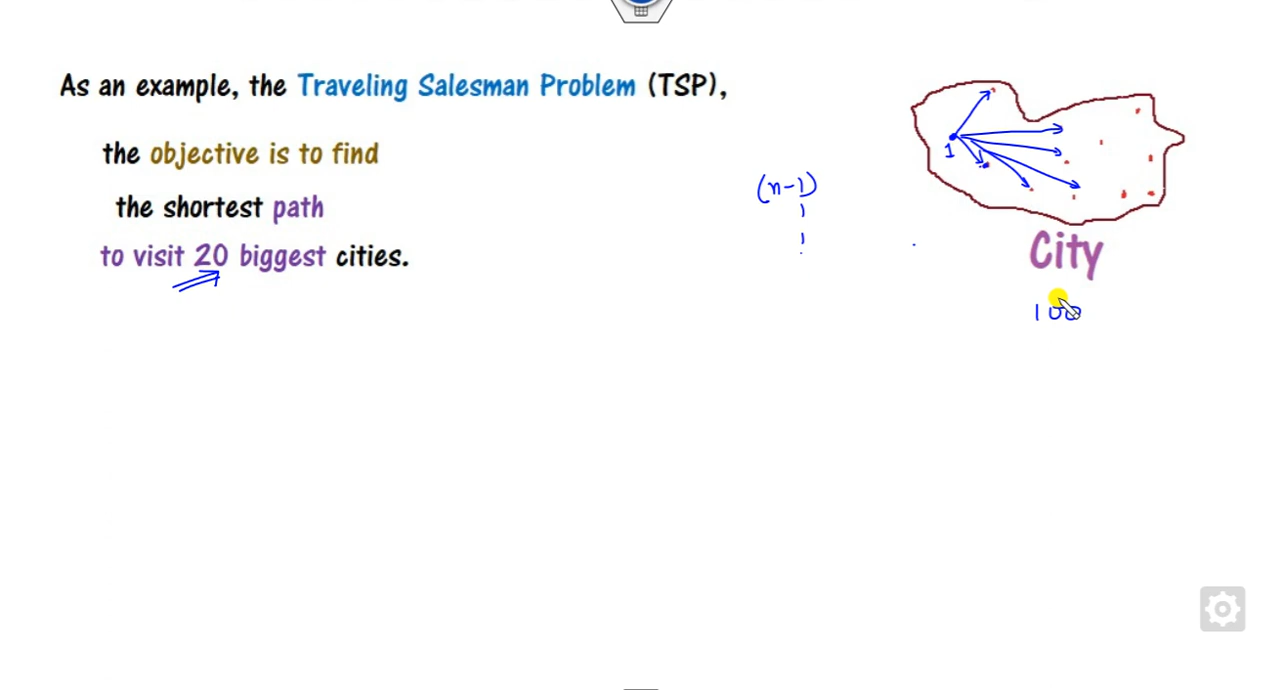 As an example, the Traveling Salesman Problem (TSP),
the objective is to find
the shortest path
to visit 20 biggest cities.
(n-1)
1
City
100